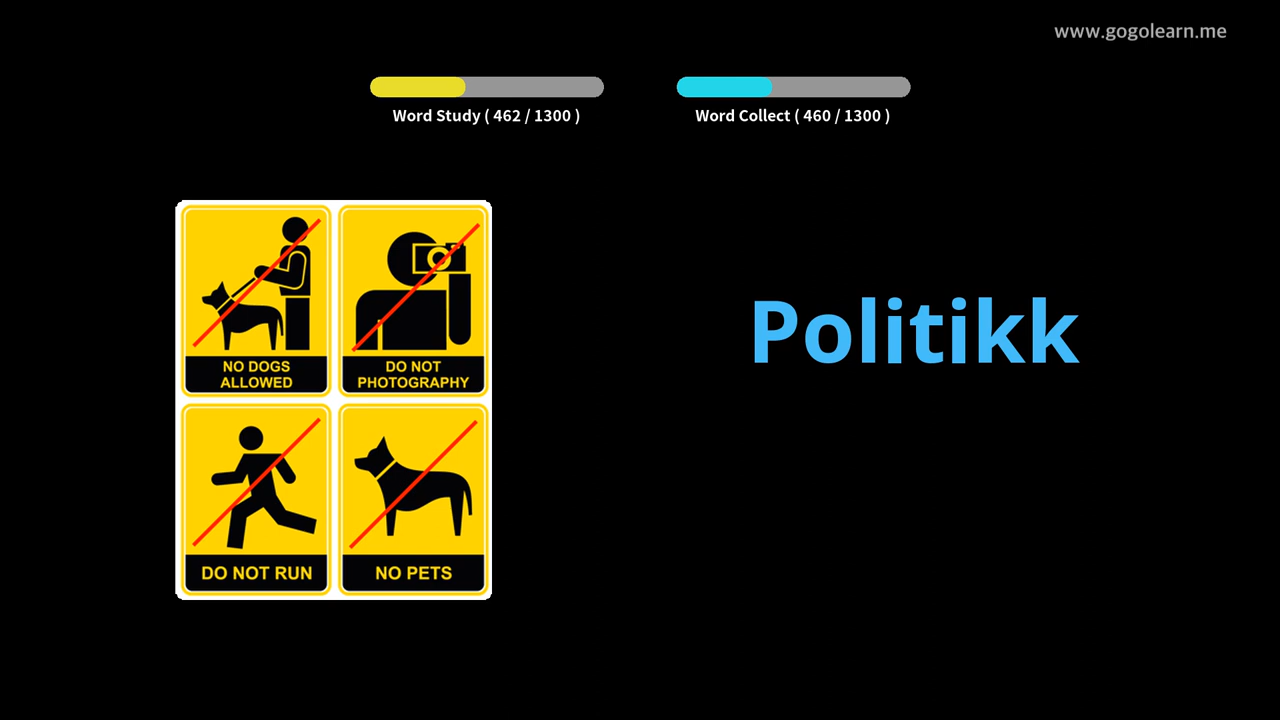 www.gogolearn.me
Word Study ( 462 / 1300 )
Word Collect ( 460 / 1300 )
NO DOGS
ALLOWED
DO NOT
PHOTOGRAPHY
DO NOT RUN
NO PETS
Politikk